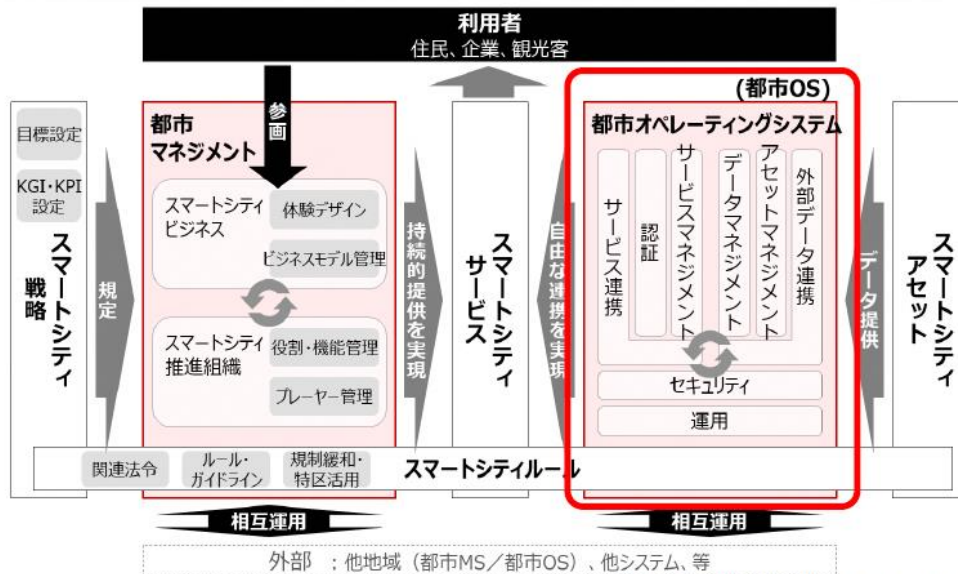 利用者
住民、企業、観光客
参画
目標設定
KGI・KPI
設定
スマートシティ
戦略
規定
都市
マネジメント
スマートシティ
ビジネス
体験デザイン
ビジネスモデル管理
スマートシティ
推進組織
役割・機能管理
プレーヤー管理
持続的提供を実現
スマートシティ
サービス
自由な連携を実現
(都市OS)
都市オペレーティングシステム
サービス連携
認証
サービスマネジメント
データマネジメント
アセットマネジメント
外部データ連携
セキュリティ
運用
データ提供
スマートシティ
アセット
関連法令
ルール・
ガイドライン
規制緩和・
特区活用
スマートシティルール
相互運用
相互運用
外部 ：他地域（都市MS／都市OS）、他システム、等